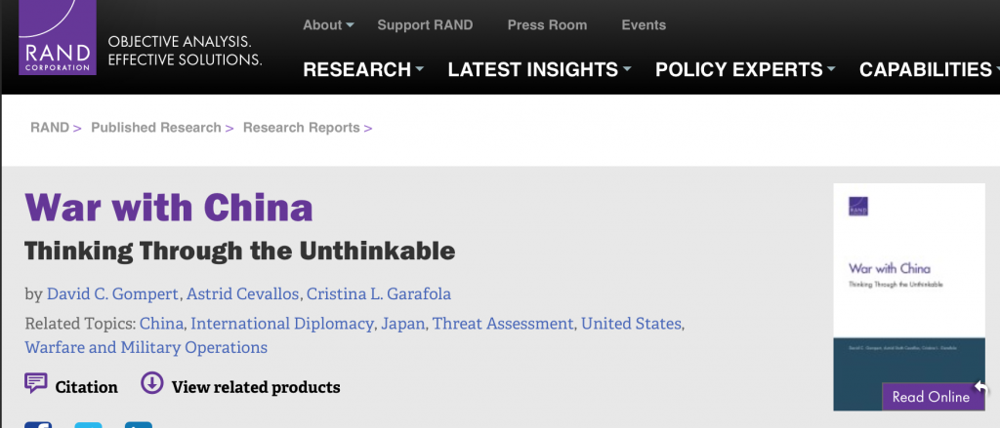 About Support RAND Press Room Events
RAND
CORPORATION
OBJECTIVE ANALYSIS.
EFFECTIVE SOLUTIONS.
RESEARCH LATEST INSIGHTS POLICY EXPERTS CAPABILITIES
RAND > Published Research > Research Reports >
War with China
Thinking Through the Unthinkable
by David C. Gompert, Astrid Cevallos, Cristina L. Garafola
Related Topics: China, International Diplomacy, Japan, Threat Assessment, United States,
Warfare and Military Operations
Citation View related products
RAND
War with China
Thinking Through the Unthinkable
David C. Gompert, Astrid Stuth Cevallos, Cristina L. Garafola
Read Online